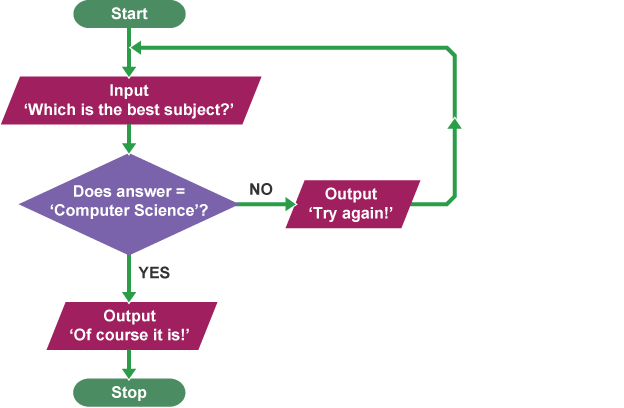 Start
Input
‘Which is the best subject?’
Does answer =
‘Computer Science’?
NO
Output
‘Try again!’
YES
Output
‘Of course it is!’
Stop